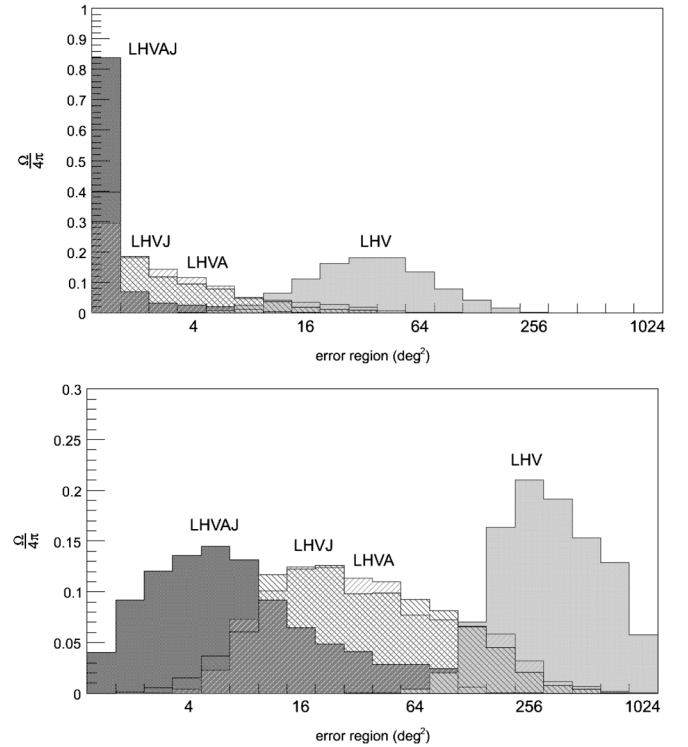 1
0.9
0.8
0.7
0.6
0.5
0.4
0.3
0.2
0.1
0
Ω
4π
LHVAJ
LHVJ
LHVA
LHV
4 16 64 256 1024
error region (deg²)
0.3
0.25
0.2
0.15
0.1
0.05
0
Ω
4π
LHVAJ
LHVJ
LHVA
LHV
4 16 64 256 1024
error region (deg²)